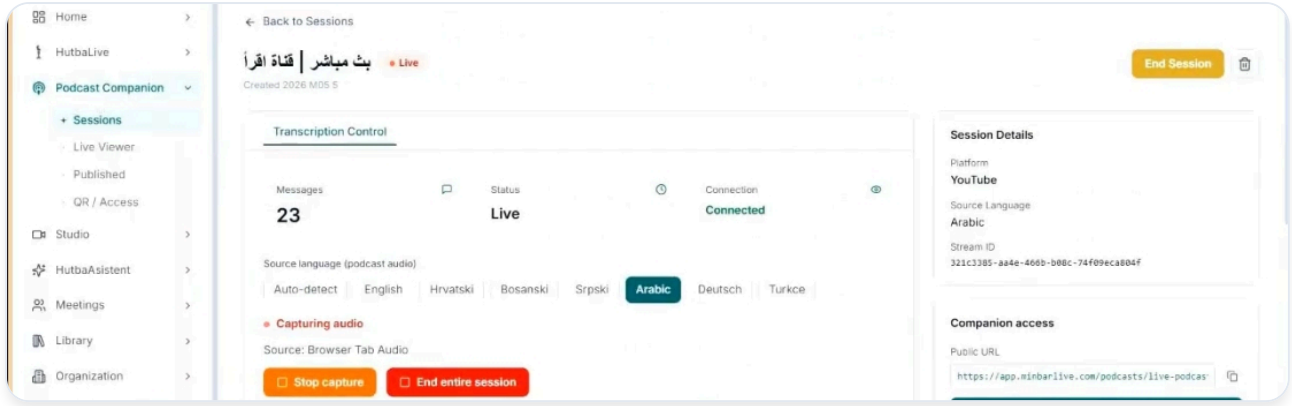 Home
HutbaLive
Podcast Companion
Sessions
Live Viewer
Published
QR / Access
Studio
HutbaAsistent
Meetings
Library
Organization
Back to Sessions
بث مباشر | قناة اقرأ
Live
Created 2026 M05 5
End Session
Transcription Control
Messages
23
Status
Live
Connection
Connected
Source language (podcast audio)
Auto-detect English Hrvatski Bosanski Srpski Arabic Deutsch Turkce
Capturing audio
Source: Browser Tab Audio
Stop capture
End entire session
Session Details
Platform
YouTube
Source Language
Arabic
Stream ID
321c3385-aa4e-466b-b08c-74f09eca804f
Companion access
Public URL
https://app.minbarlive.com/podcasts/live-podcas